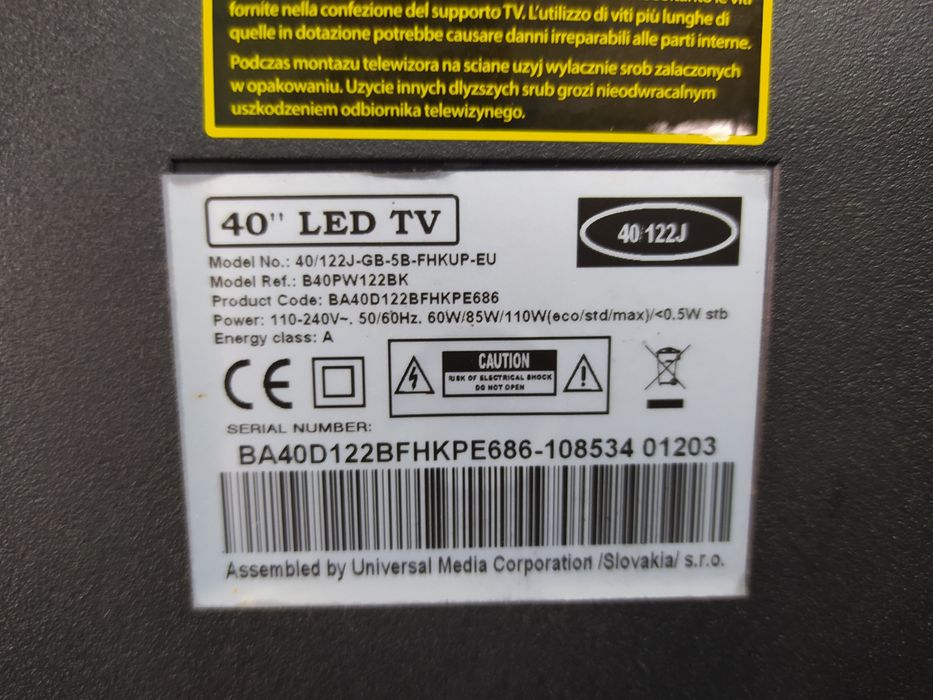 fornite nella confezione del supporto TV. L'utilizzo di viti più lunghe di
quelle in dotazione potrebbe causare danni irreparabili alle parti interne.
Podczas montazu telewizora na sciane uzyj wylacznie srob zalaczonych
w opakowaniu. Uzycie innych dlyzszych srub grozi nieodwracalnym
uszkodzeniem odbiornika telewizynego.
40" LED TV
40/122J
Model No.: 40/122J-GB-5B-FHKUP-EU
Model Ref.: B40PW122BK
Product Code: BA40D122BFHKPE686
Power: 110-240V~. 50/60Hz. 60W/85W/110W(eco/std/max)/<0.5W stb
Energy class: A
CE
CAUTION
RISK OF ELECTRICAL SHOCK
DO NOT OPEN
SERIAL NUMBER:
BA40D122BFHKPE686-108534 01203
Assembled by Universal Media Corporation /Slovakia/ s.r.o.